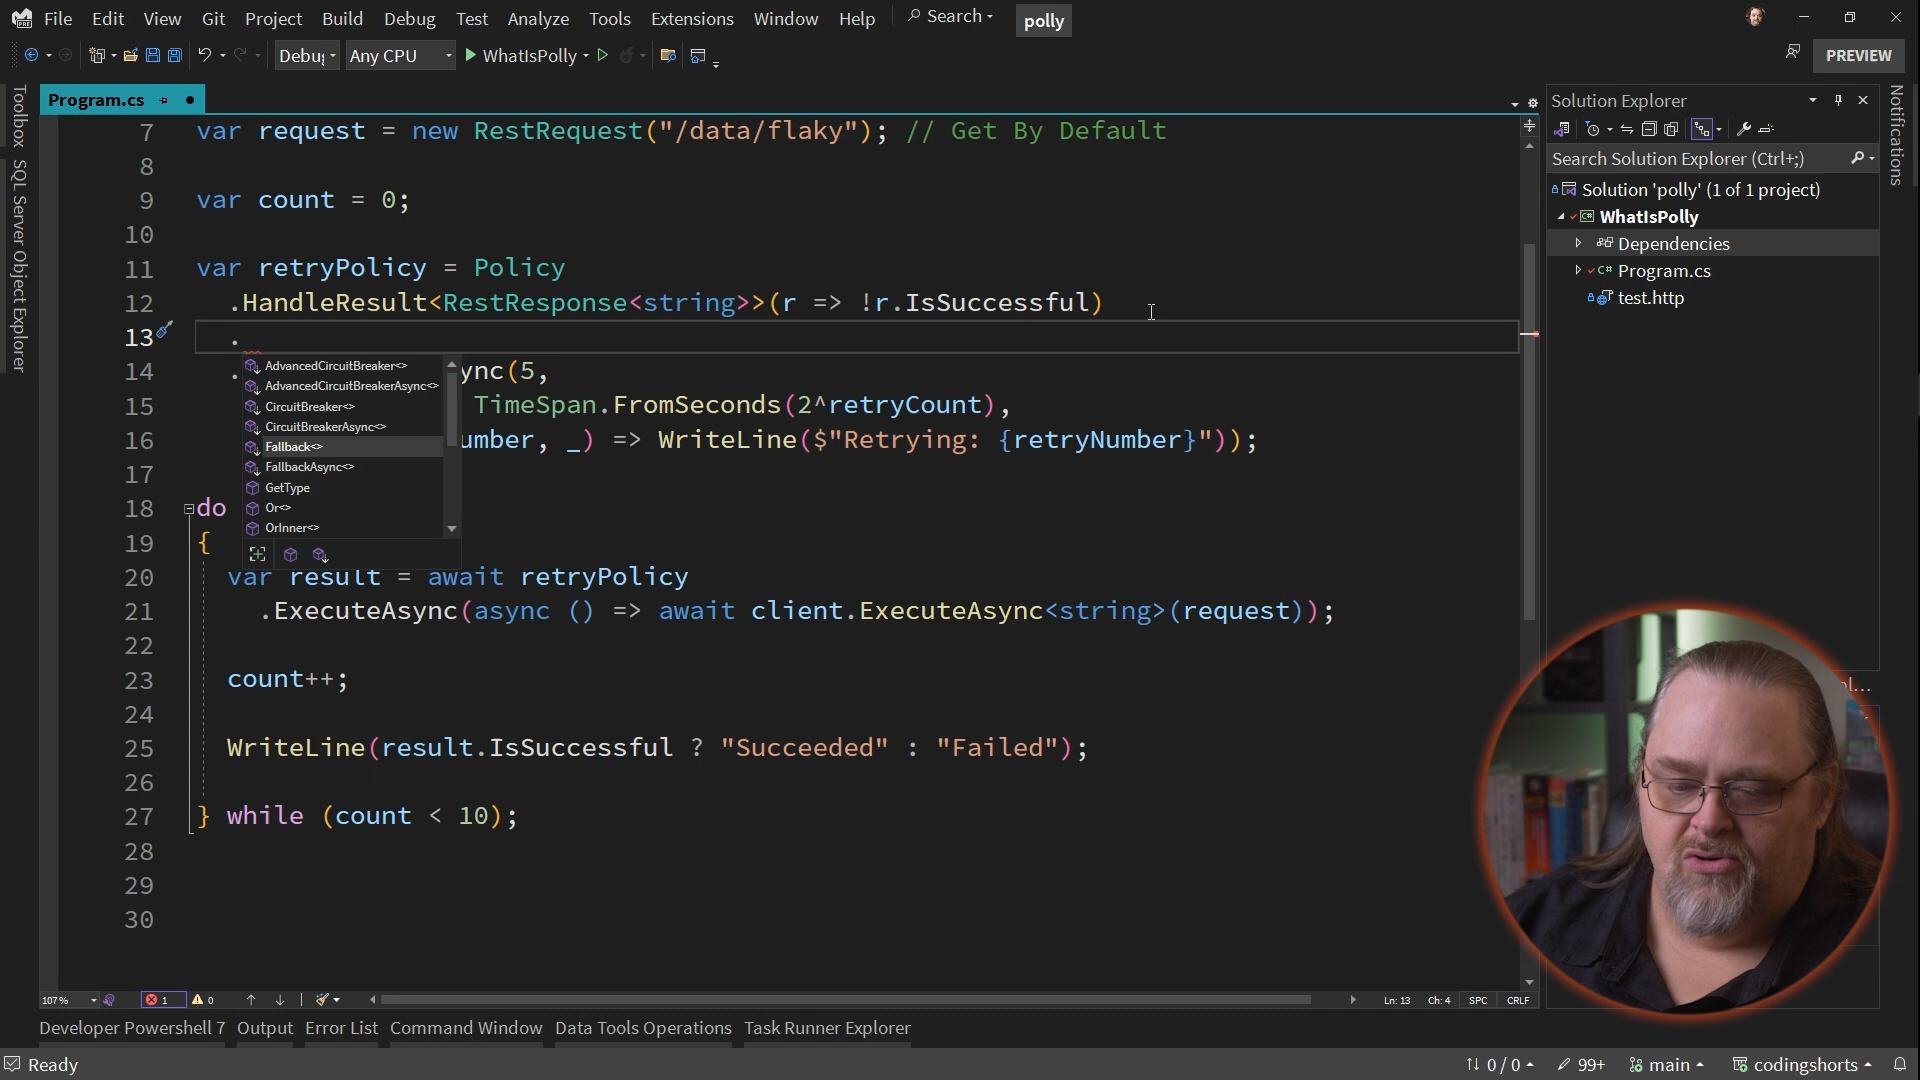 File Edit View Git Project Build Debug Test Analyze Tools Extensions Window Help Search polly
Debug Any CPU WhatIsPolly PREVIEW
Program.cs
Toolbox
SQL Server Object Explorer
7 var request = new RestRequest("/data/flaky"); // Get By Default
8
9 var count = 0;
10
11 var retryPolicy = Policy
12 .HandleResult<RestResponse<string>>(r => !r.IsSuccessful)
13 .
14 . ync(5,
15 TimeSpan.FromSeconds(2^retryCount),
16 umber, _) => WriteLine($"Retrying: {retryNumber}"));
17
18 do
19 {
20 var result = await retryPolicy
21 .ExecuteAsync(async () => await client.ExecuteAsync<string>(request));
22
23 count++;
24
25 WriteLine(result.IsSuccessful ? "Succeeded" : "Failed");
26
27 } while (count < 10);
28
29
30
AdvancedCircuitBreaker<>
AdvancedCircuitBreakerAsync<>
CircuitBreaker<>
CircuitBreakerAsync<>
Fallback<>
FallbackAsync<>
GetType
Or<>
OrInner<>
Solution Explorer
Search Solution Explorer (Ctrl+;)
Solution 'polly' (1 of 1 project)
WhatIsPolly
Dependencies
C# Program.cs
test.http
Notifications
107 % 1 0 Ln: 13 Ch: 4 SPC CRLF
Developer Powershell 7 Output Error List Command Window Data Tools Operations Task Runner Explorer
Ready 0 / 0 99+ main codingshorts